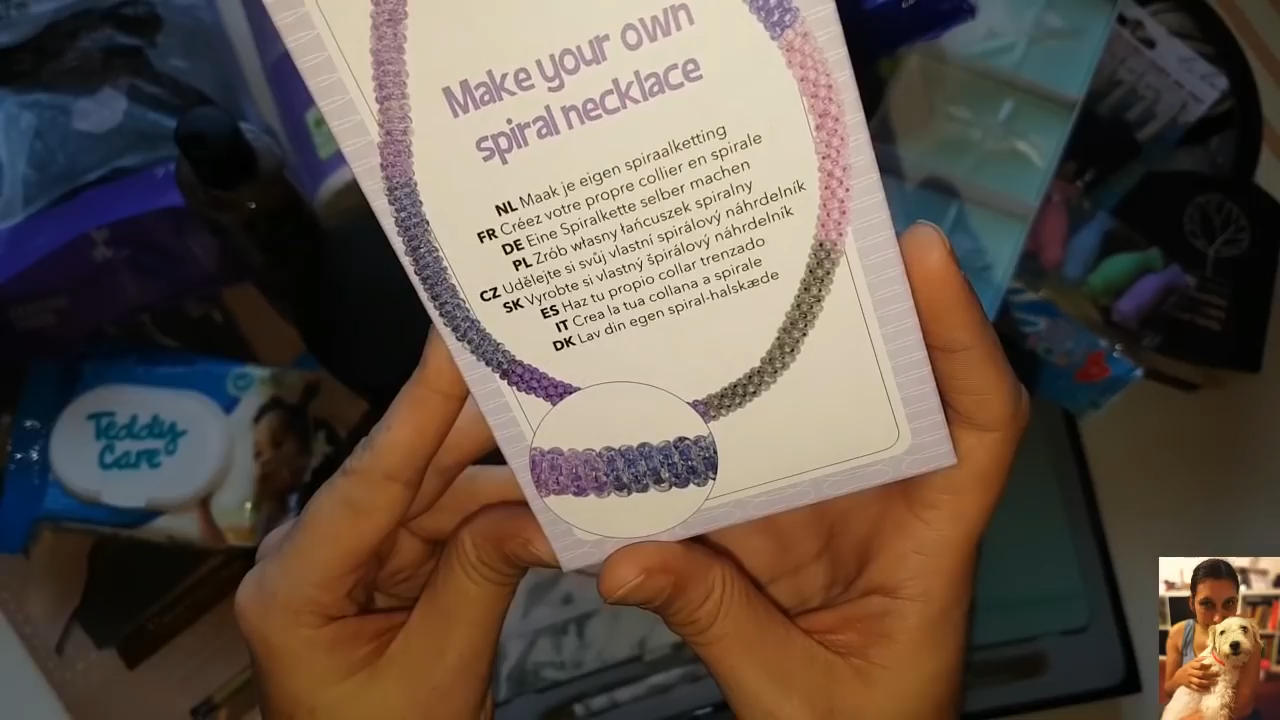 Make your own
spiral necklace
NL Maak je eigen spiraalketting
FR Créez votre propre collier en spirale
DE Eine Spiralkette selber machen
PL Zrób własny łańcuszek spiralny
CZ Udělejte si svůj vlastní spirálový náhrdelník
SK Vyrobte si vlastný špirálový náhrdelník
ES Haz tu propio collar trenzado
IT Crea la tua collana a spirale
DK Lav din egen spiral-halskæde
Teddy
Care